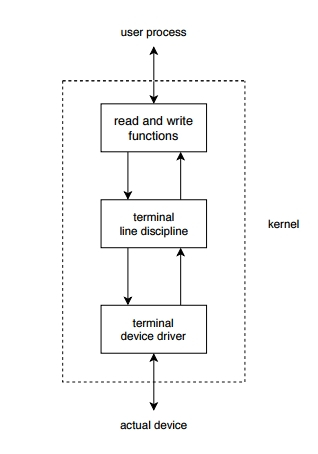 user process
read and write
functions
terminal
line discipline
kernel
terminal
device driver
actual device